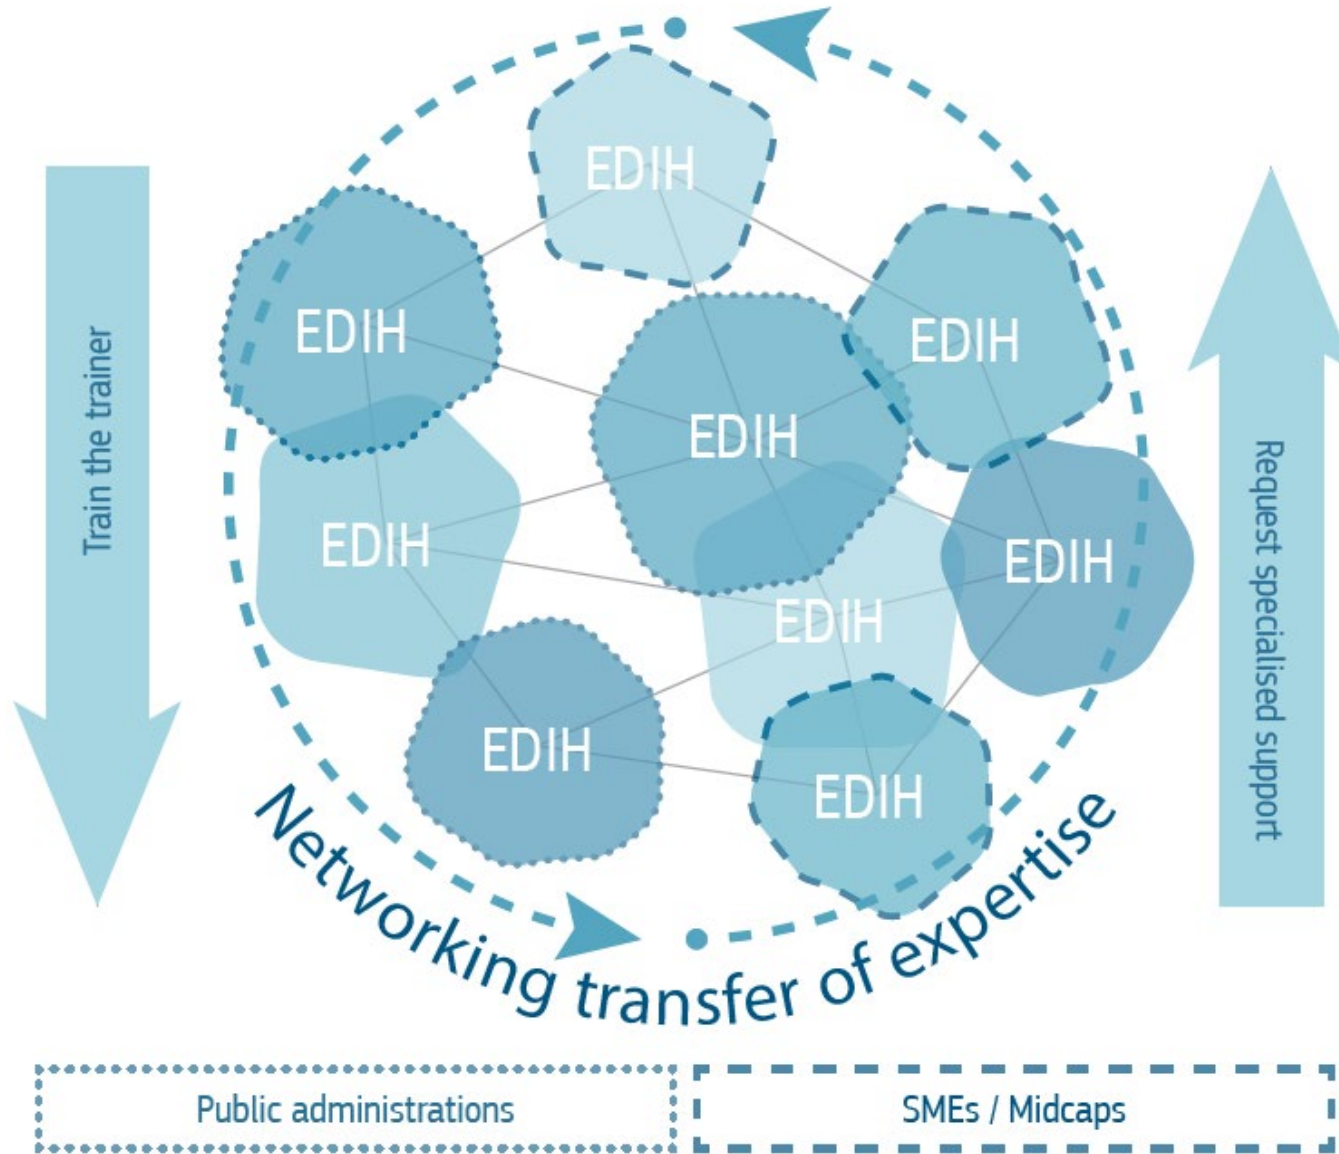 EDIH
EDIH
EDIH
EDIH
EDIH
EDIH
EDIH
EDIH
EDIH
Train the trainer
Request specialised support
Networking transfer of expertise
Public administrations
SMEs / Midcaps